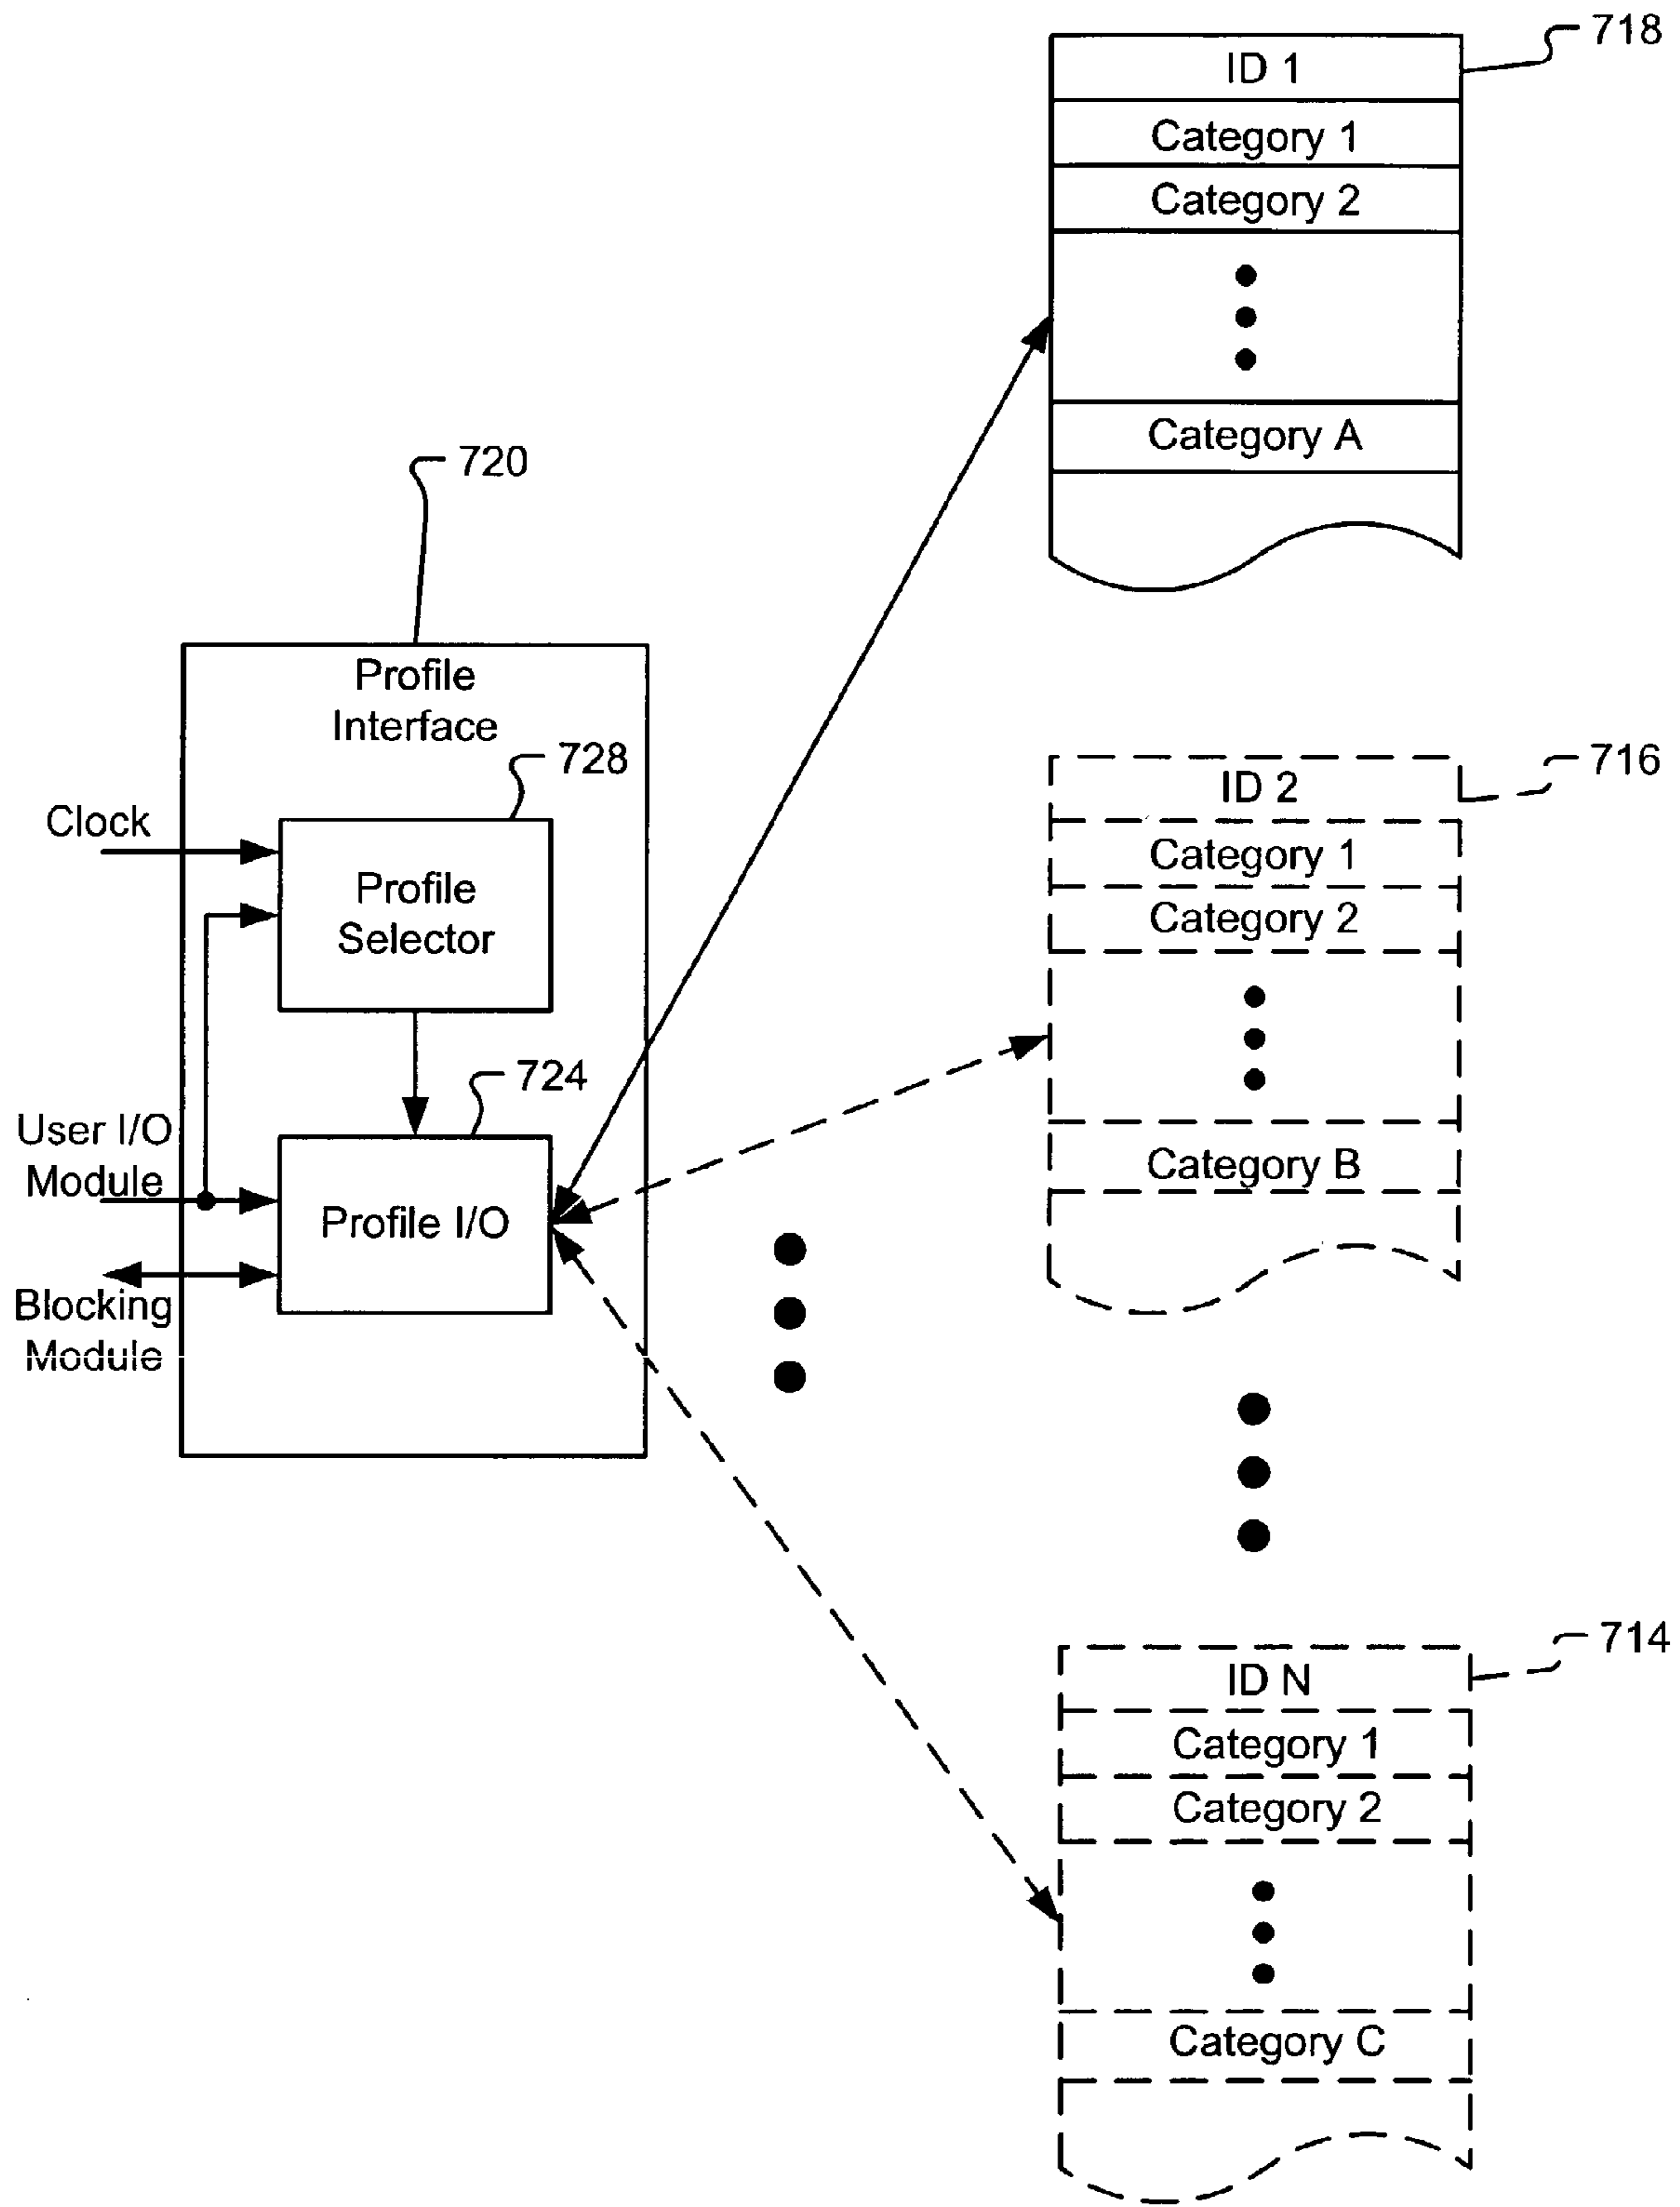 718
ID 1
Category 1
Category 2
Category A
720
Profile
Interface
728
Clock
Profile
Selector
724
User I/O
Module
Profile I/O
Blocking
Module
716
ID 2
Category 1
Category 2
Category B
714
ID N
Category 1
Category 2
Category C